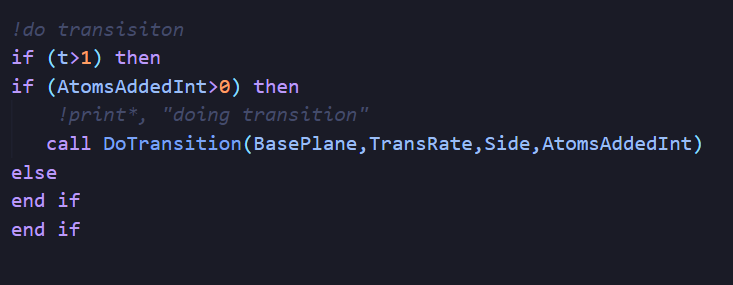 !do transisiton
if (t>1) then
if (AtomsAddedInt>0) then
!print*, "doing transition"
call DoTransition(BasePlane,TransRate,Side,AtomsAddedInt)
else
end if
end if